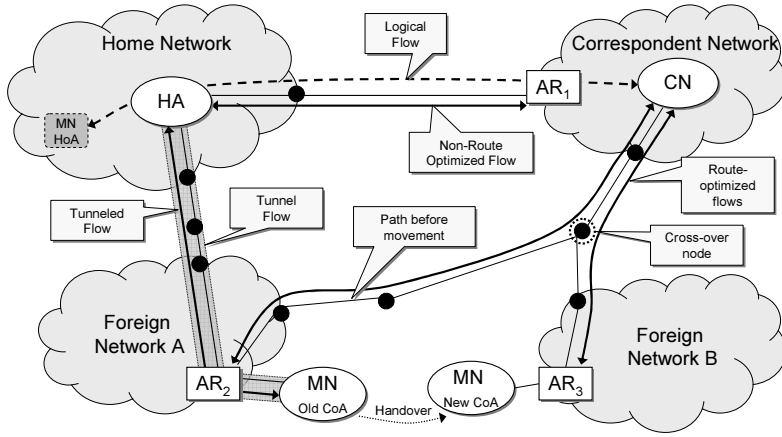 Home Network
Logical
Flow
Correspondent Network
HA
AR1
CN
MN
HoA
Non-Route
Optimized Flow
Route-
optimized
flows
Tunneled
Flow
Tunnel
Flow
Path before
movement
Cross-over
node
Foreign
Network A
Foreign
Network B
AR2
MN
Old CoA
Handover
MN
New CoA
AR3